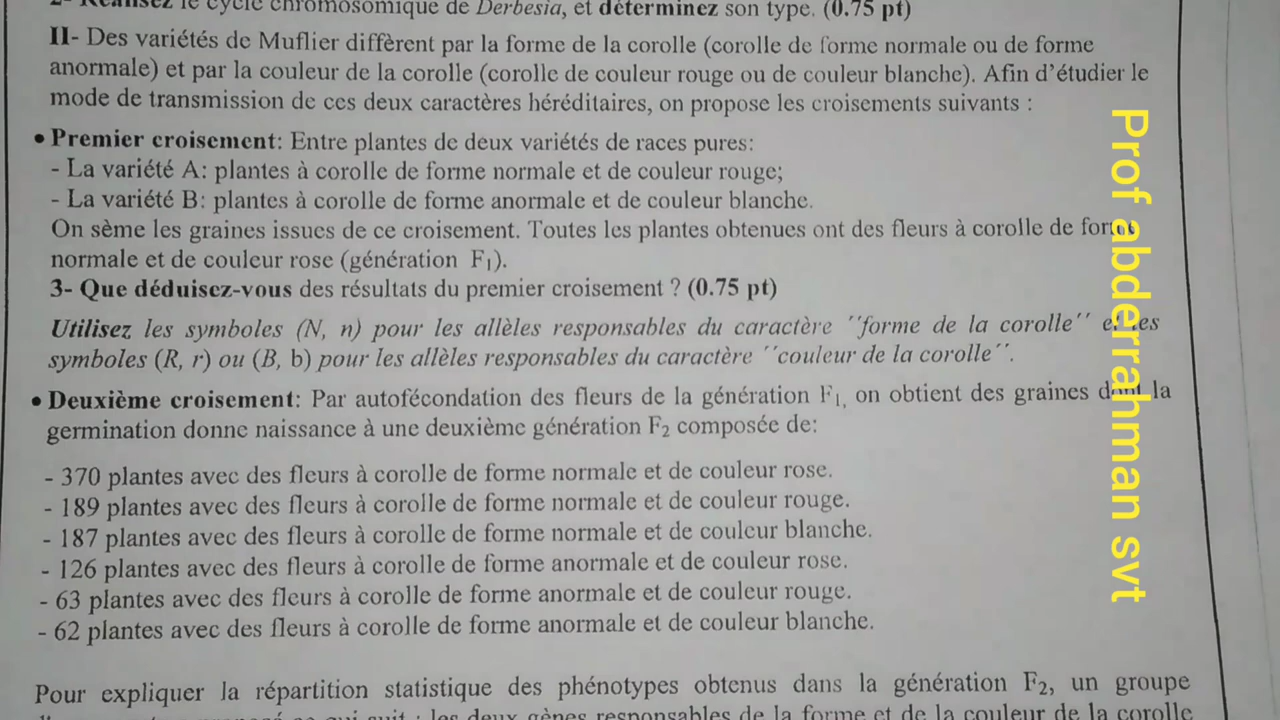 2- Réalisez le cycle chromosomique de Derbesia, et déterminez son type. (0.75 pt)
II- Des variétés de Muflier diffèrent par la forme de la corolle (corolle de forme normale ou de forme
anormale) et par la couleur de la corolle (corolle de couleur rouge ou de couleur blanche). Afin d'étudier le
mode de transmission de ces deux caractères héréditaires, on propose les croisements suivants :
• Premier croisement: Entre plantes de deux variétés de races pures:
- La variété A: plantes à corolle de forme normale et de couleur rouge;
- La variété B: plantes à corolle de forme anormale et de couleur blanche.
On sème les graines issues de ce croisement. Toutes les plantes obtenues ont des fleurs à corolle de forme
normale et de couleur rose (génération F₁).
3- Que déduisez-vous des résultats du premier croisement ? (0.75 pt)
Utilisez les symboles (N, n) pour les allèles responsables du caractère ´´forme de la corolle´´ et les
symboles (R, r) ou (B, b) pour les allèles responsables du caractère ´´couleur de la corolle´´.
• Deuxième croisement: Par autofécondation des fleurs de la génération F₁, on obtient des graines dont la
germination donne naissance à une deuxième génération F₂ composée de:
- 370 plantes avec des fleurs à corolle de forme normale et de couleur rose.
- 189 plantes avec des fleurs à corolle de forme normale et de couleur rouge.
- 187 plantes avec des fleurs à corolle de forme normale et de couleur blanche.
- 126 plantes avec des fleurs à corolle de forme anormale et de couleur rose.
- 63 plantes avec des fleurs à corolle de forme anormale et de couleur rouge.
- 62 plantes avec des fleurs à corolle de forme anormale et de couleur blanche.
Pour expliquer la répartition statistique des phénotypes obtenus dans la génération F₂, un groupe
les deux gènes responsables de la forme et de la couleur de la corolle
Prof abderrahman svt